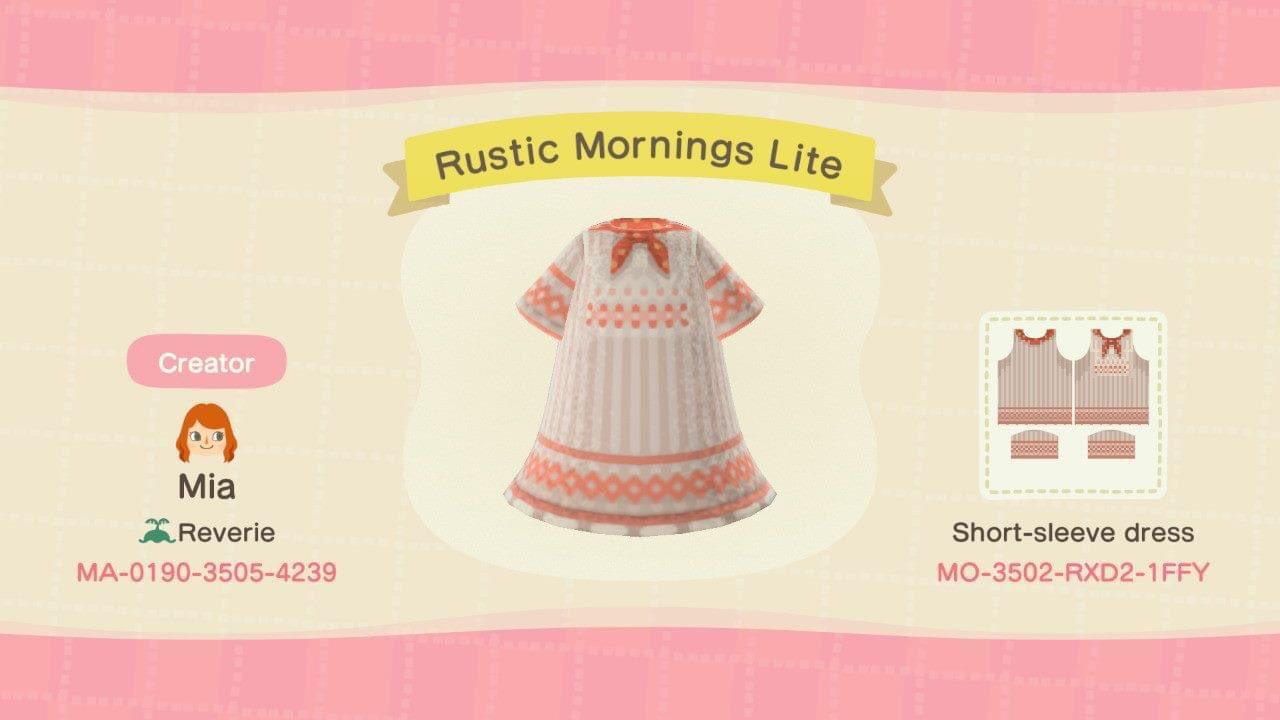 Rustic Mornings Lite
Creator
Mia
Reverie
MA-0190-3505-4239
Short-sleeve dress
MO-3502-RXD2-1FFY